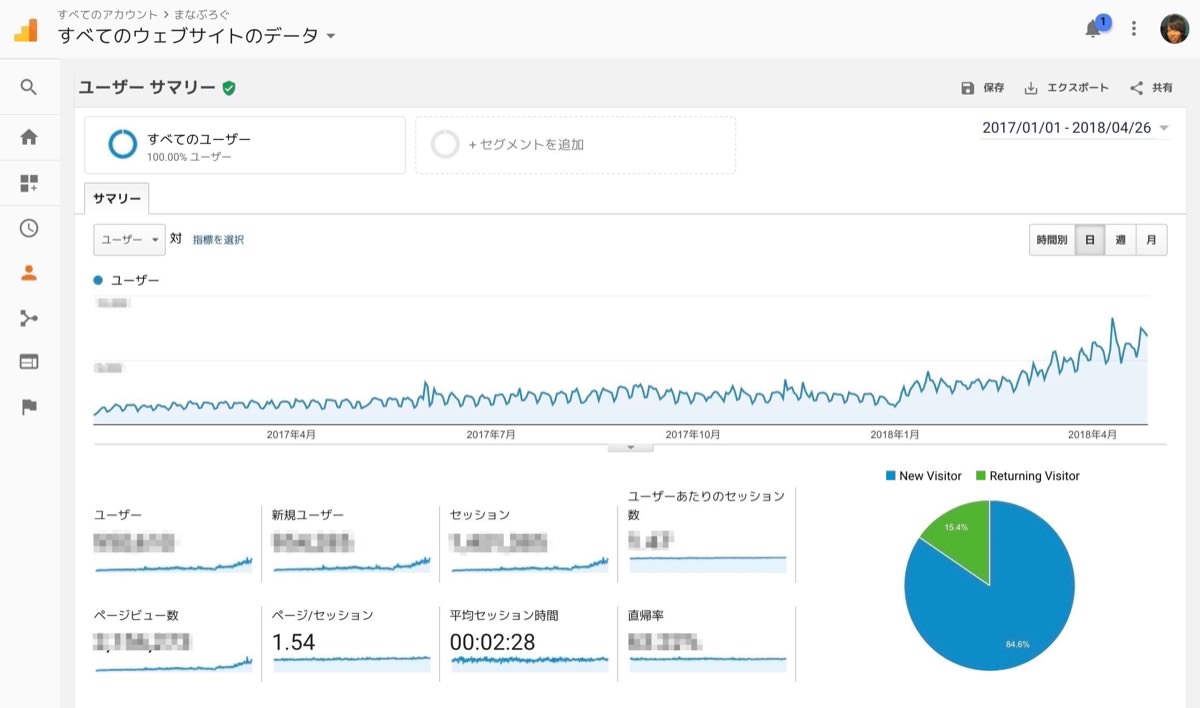 すべてのアカウント > まなぶろぐ
すべてのウェブサイトのデータ
1
ユーザー サマリー
保存
エクスポート
共有
すべてのユーザー
100.00% ユーザー
+ セグメントを追加
2017/01/01 - 2018/04/26
サマリー
ユーザー
対
指標を選択
時間別
日
週
月
ユーザー
2017年4月
2017年7月
2017年10月
2018年1月
2018年4月
New Visitor
Returning Visitor
ユーザー
新規ユーザー
セッション
ユーザーあたりのセッション
数
15.4%
84.6%
ページビュー数
ページ/セッション
1.54
平均セッション時間
00:02:28
直帰率